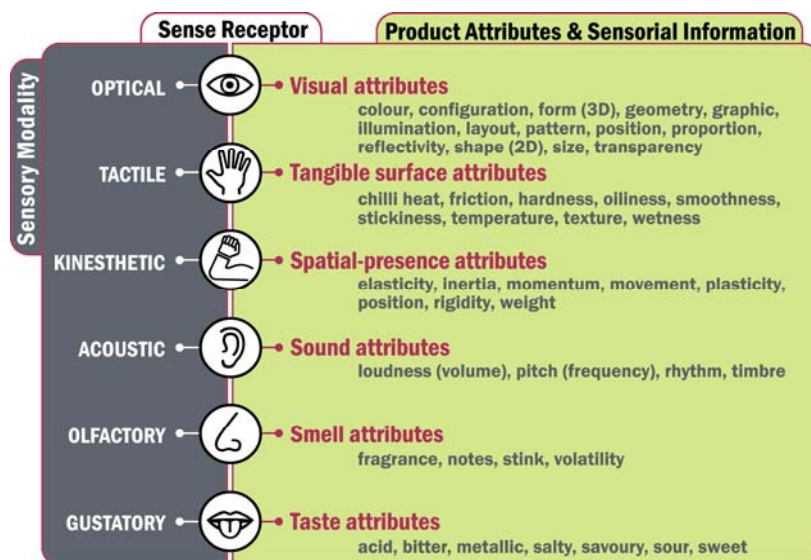 Sense Receptor
Product Attributes & Sensorial Information
Sensory Modality
OPTICAL
Visual attributes
colour, configuration, form (3D), geometry, graphic,
illumination, layout, pattern, position, proportion,
reflectivity, shape (2D), size, transparency
TACTILE
Tangible surface attributes
chilli heat, friction, hardness, oiliness, smoothness,
stickiness, temperature, texture, wetness
KINESTHETIC
Spatial-presence attributes
elasticity, inertia, momentum, movement, plasticity,
position, rigidity, weight
ACOUSTIC
Sound attributes
loudness (volume), pitch (frequency), rhythm, timbre
OLFACTORY
Smell attributes
fragrance, notes, stink, volatility
GUSTATORY
Taste attributes
acid, bitter, metallic, salty, savoury, sour, sweet